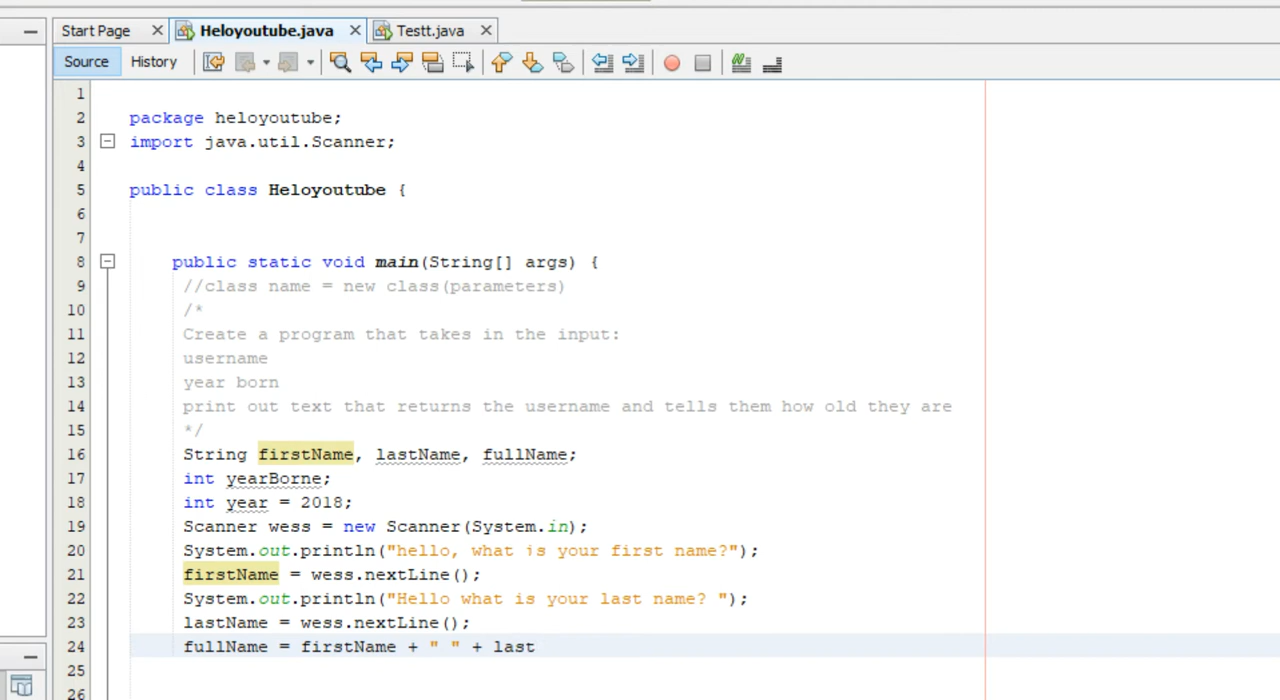 Start Page
Heloyoutube.java
Testt.java
Source
History
1
2 package heloyoutube;
3 import java.util.Scanner;
4
5 public class Heloyoutube {
6
7
8 public static void main(String[] args) {
9 //class name = new class(parameters)
10 /*
11 Create a program that takes in the input:
12 username
13 year born
14 print out text that returns the username and tells them how old they are
15 */
16 String firstName, lastName, fullName;
17 int yearBorne;
18 int year = 2018;
19 Scanner wess = new Scanner(System.in);
20 System.out.println("hello, what is your first name?");
21 firstName = wess.nextLine();
22 System.out.println("Hello what is your last name? ");
23 lastName = wess.nextLine();
24 fullName = firstName + " " + last
25
26